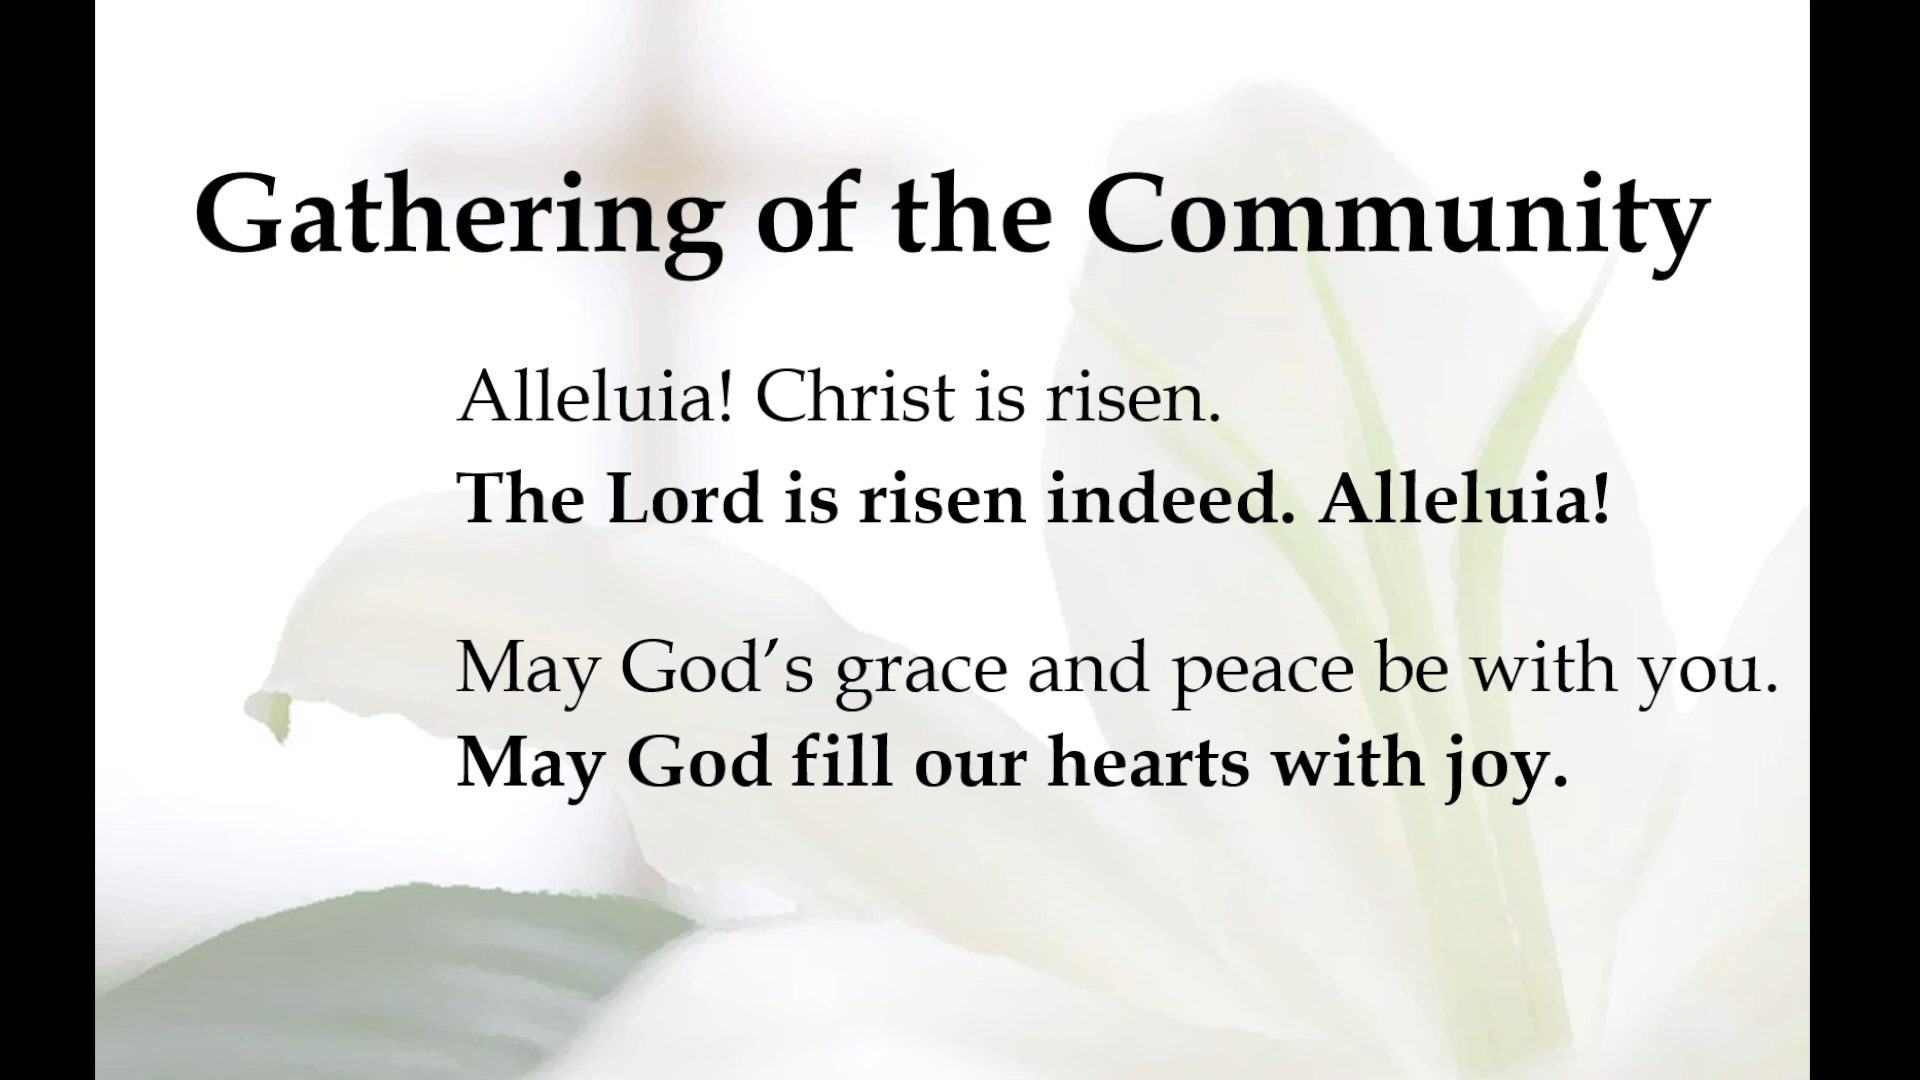 Gathering of the Community
Alleluia! Christ is risen.
The Lord is risen indeed. Alleluia!
May God’s grace and peace be with you.
May God fill our hearts with joy.